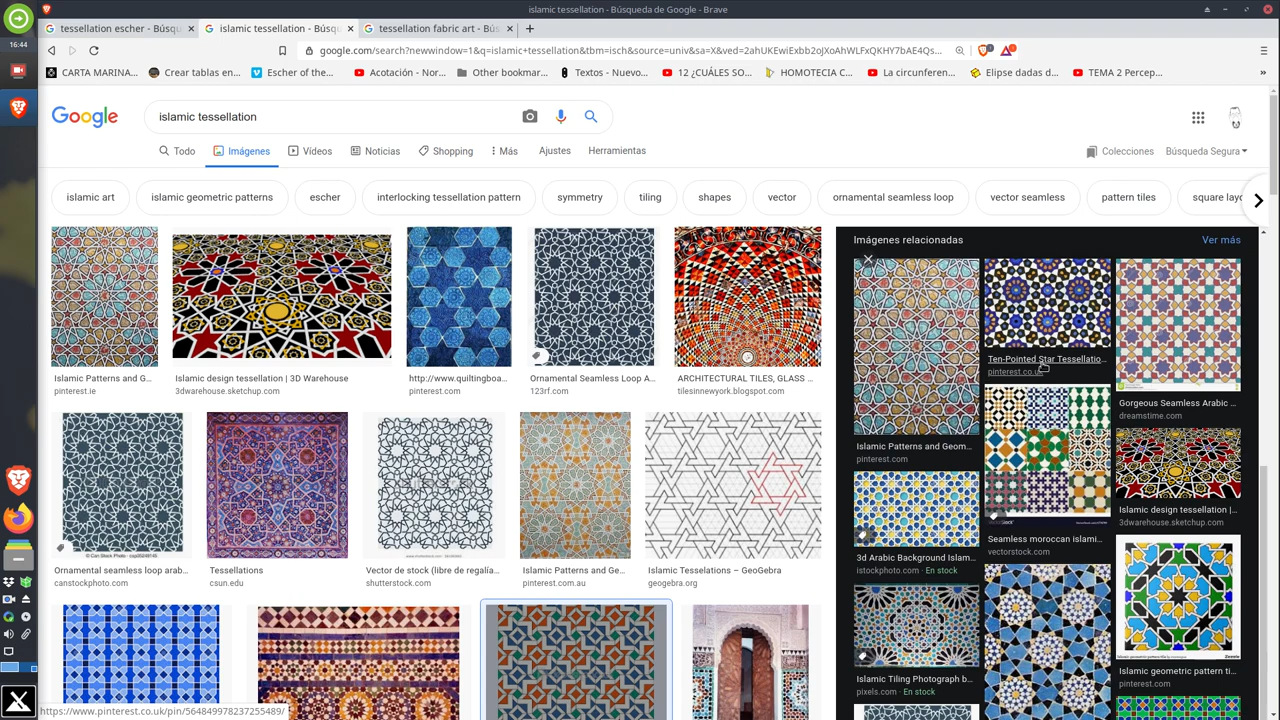 islamic tessellation - Búsqueda de Google - Brave
16:44
tessellation escher - Búsqu
islamic tessellation - Búsq
tessellation fabric art - Bús
google.com/search?newwindow=1&q=islamic+tessellation&tbm=isch&source=univ&sa=X&ved=2ahUKEwiExbb2oJXoAhWLFxQKHY7bAE4Qs...
CARTA MARINA... Crear tablas en... Escher of the... Acotación - Nor... Other bookmar... Textos - Nuevo... 12 ¿CUÁLES SO... HOMOTECIA C... La circunferen... Elipse dadas d... TEMA 2 Percep...
Google
islamic tessellation
Todo Imágenes Vídeos Noticias Shopping Más Ajustes Herramientas Colecciones Búsqueda Segura
islamic art islamic geometric patterns escher interlocking tessellation pattern symmetry tiling shapes vector ornamental seamless loop vector seamless pattern tiles square layo
Islamic Patterns and G...
pinterest.ie
Islamic design tessellation | 3D Warehouse
3dwarehouse.sketchup.com
http://www.quiltingboa...
pinterest.com
Ornamental Seamless Loop A...
123rf.com
ARCHITECTURAL TILES, GLASS ...
tilesinnewyork.blogspot.com
© Can Stock Photo
Ornamental seamless loop arab...
canstockphoto.com
Tessellations
csun.edu
Vector de stock (libre de regalía...
shutterstock.com
Islamic Patterns and Ge...
pinterest.com.au
Islamic Tesselations – GeoGebra
geogebra.org
Imágenes relacionadas
Ver más
Islamic Patterns and Geom...
pinterest.com
3d Arabic Background Islam...
istockphoto.com · En stock
Islamic Tiling Photograph b...
pixels.com · En stock
Ten-Pointed Star Tessellatio...
pinterest.co.uk
Seamless moroccan islami...
vectorstock.com
Gorgeous Seamless Arabic ...
dreamstime.com
Islamic design tessellation |...
3dwarehouse.sketchup.com
Islamic geometric pattern ti...
pinterest.com
https://www.pinterest.co.uk/pin/564849978237255489/